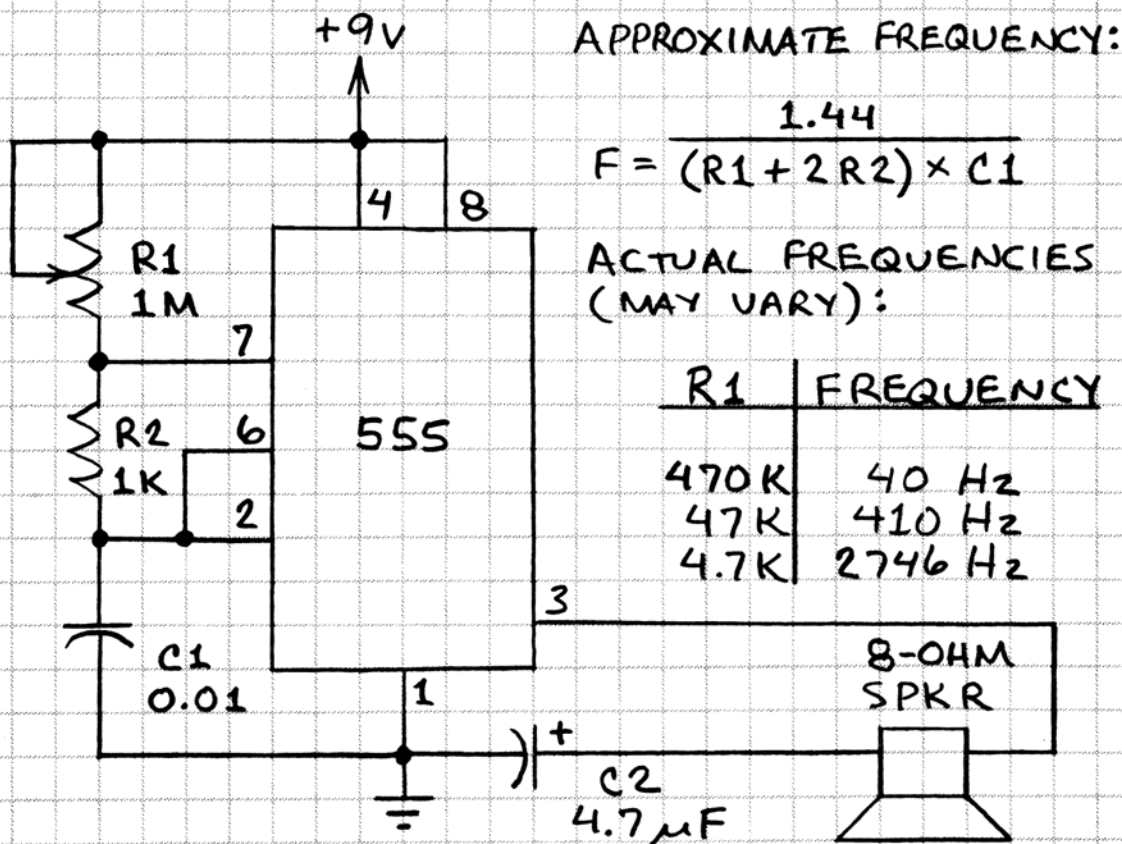 +9V
APPROXIMATE FREQUENCY:
F = 1.44
(R1 + 2 R2) × C1
4
8
R1
1M
ACTUAL FREQUENCIES
(MAY VARY):
7
R1 FREQUENCY
R2
1K
6
555
470K 40 Hz
2
47K 410 Hz
4.7K 2746 Hz
3
C1
0.01
8-OHM
SPKR
1
+
C2
4.7 µF